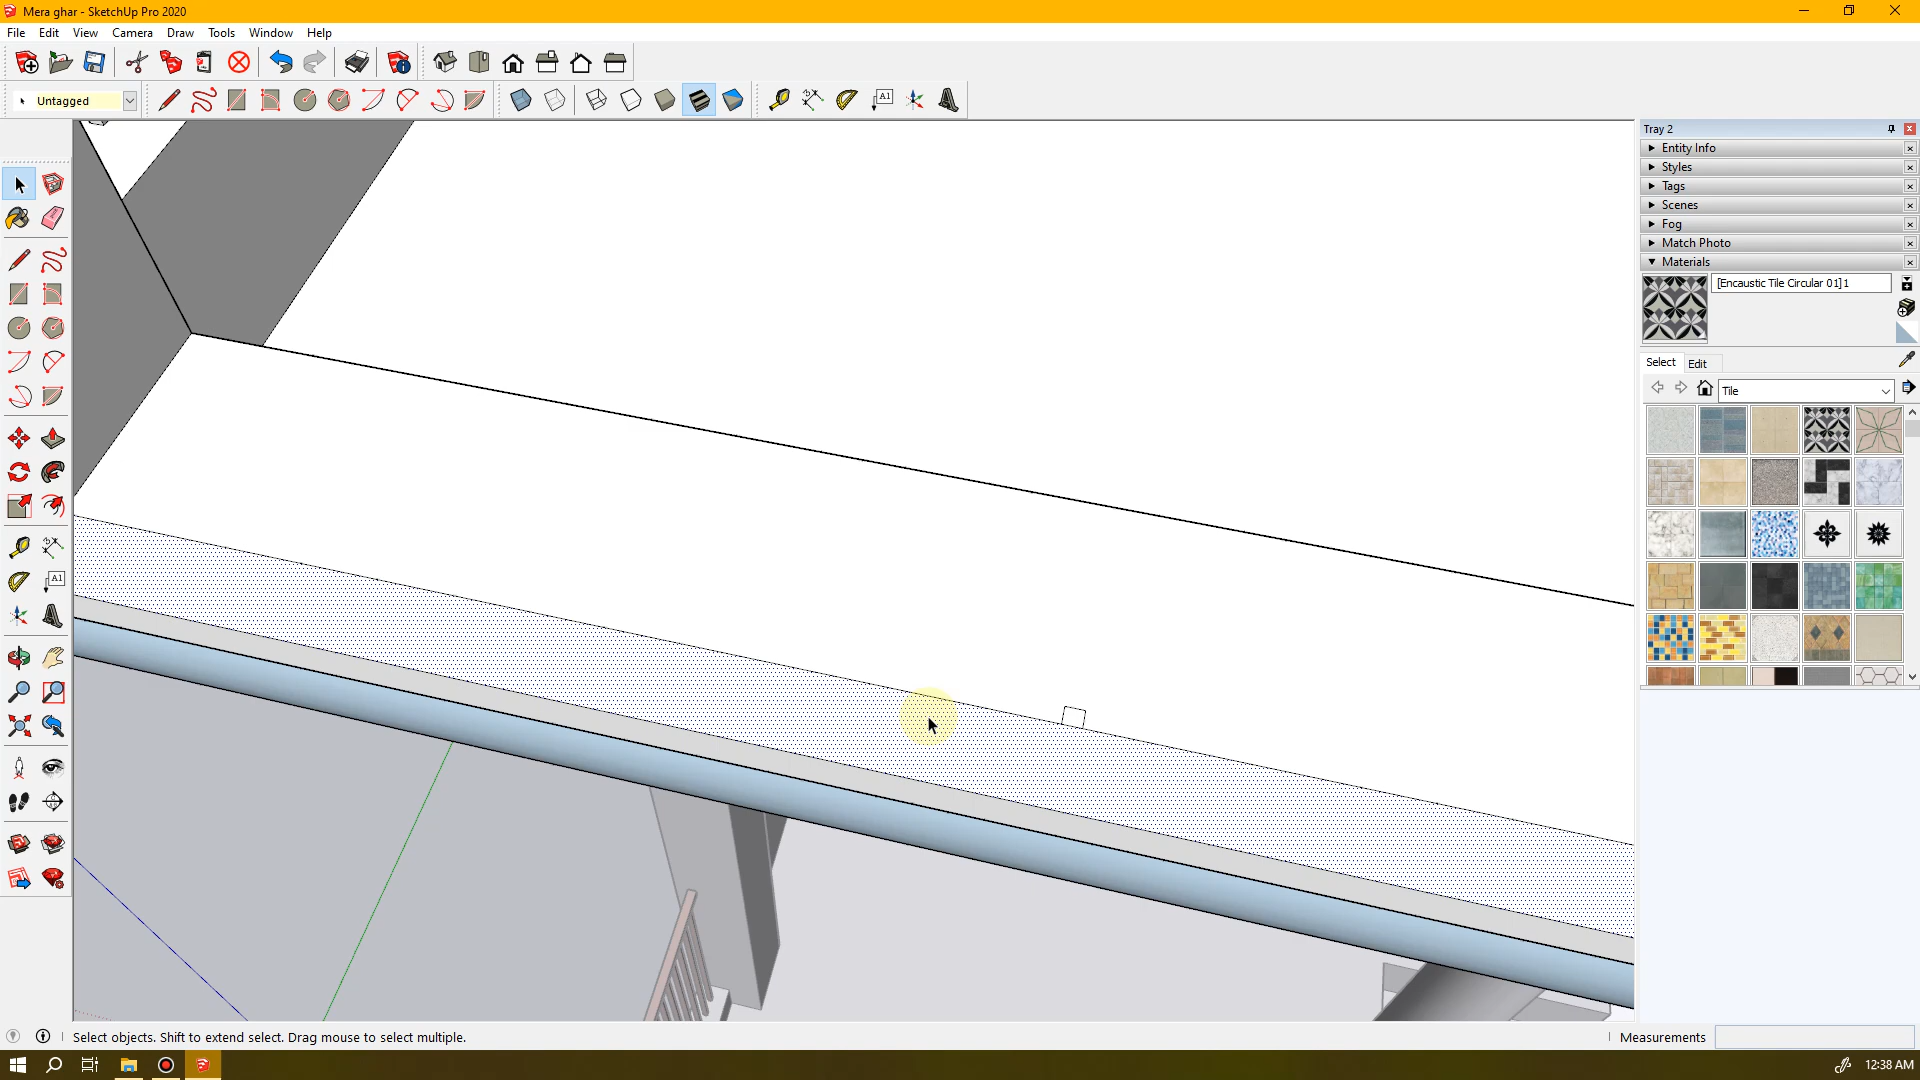 Mera ghar - SketchUp Pro 2020
File Edit View Camera Draw Tools Window Help
Untagged
A1
Tray 2
Entity Info
Styles
Tags
Scenes
Fog
Match Photo
Materials
[Encaustic Tile Circular 01]1
Select Edit
Tile
A1
Select objects. Shift to extend select. Drag mouse to select multiple.
Measurements
12:38 AM